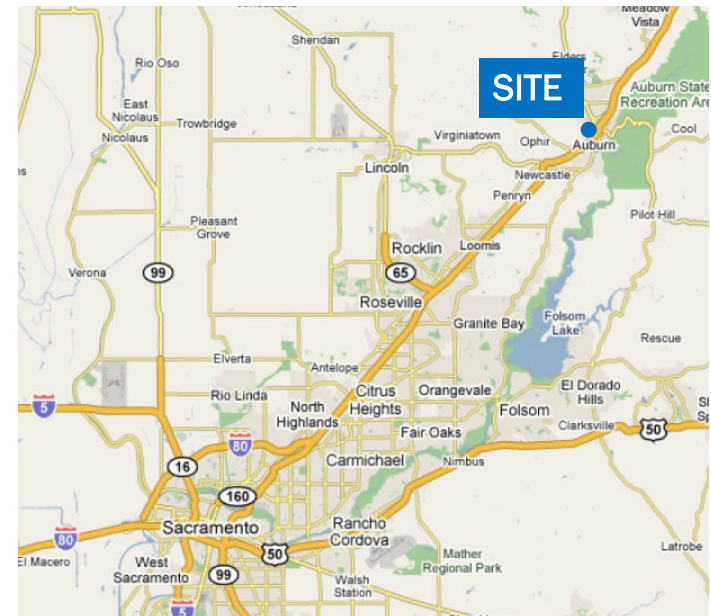 Meadow
Vista
Sheridan
Rio Oso
SITE
Auburn State
Recreation Are
East
Nicolaus
Nicolaus
Trowbridge
Virginiatown
Ophir
Auburn
Cool
Lincoln
Newcastle
Penryn
Pleasant
Grove
Pilot Hill
Rocklin
Loomis
Verona
99
65
Roseville
Granite Bay
Folsom
Lake
Rescue
Elverta
Antelope
Rio Linda
North
Highlands
Citrus
Heights
Orangevale
El Dorado
Hills
Folsom
5
Clarksville
50
Fair Oaks
80
Carmichael
Nimbus
16
160
Sacramento
Rancho
Cordova
80
50
El Macero
West
Sacramento
99
Mather
Regional Park
Latrobe
Walsh
Station
5